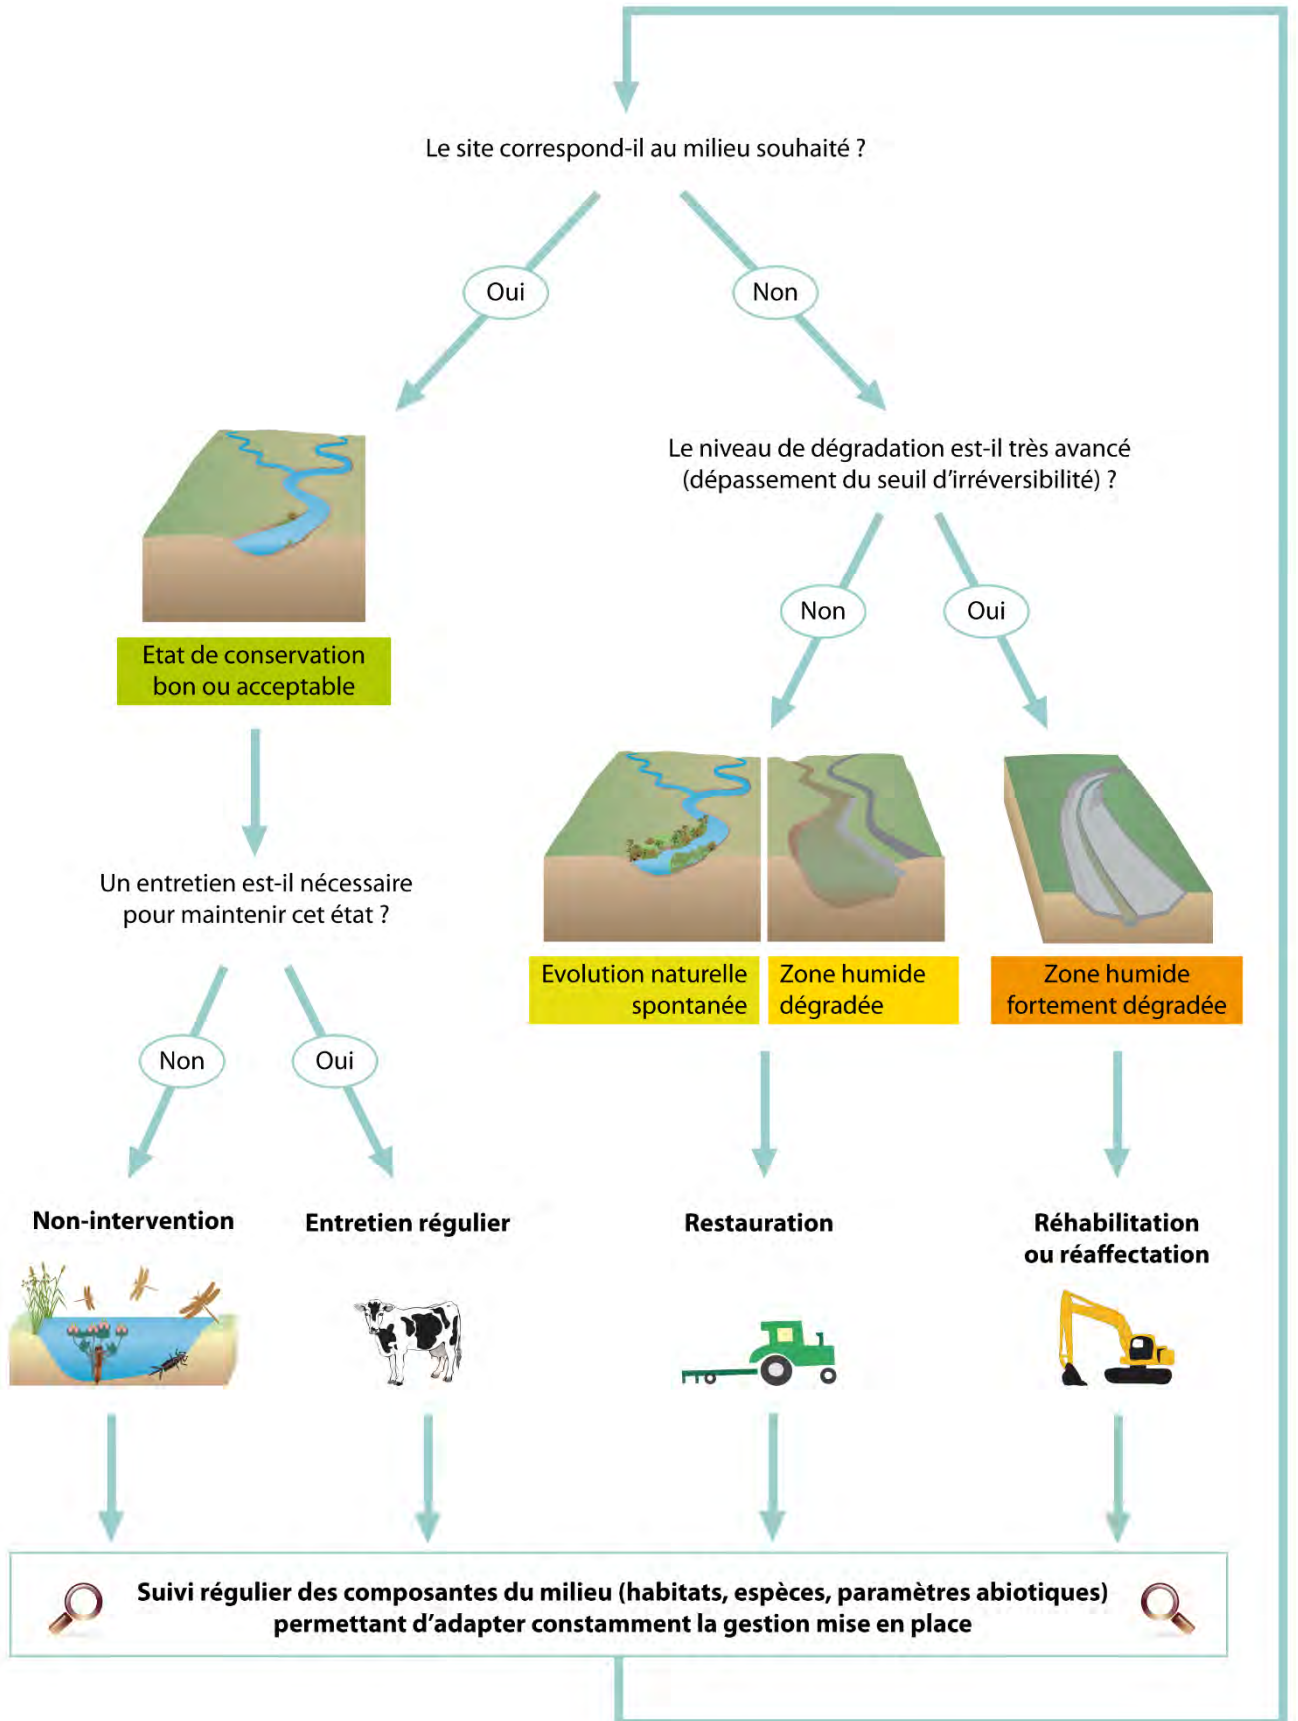 Le site correspond-il au milieu souhaité ?
Oui
Non
Le niveau de dégradation est-il très avancé
(dépassement du seuil d'irréversibilité) ?
Non
Oui
Etat de conservation
bon ou acceptable
Un entretien est-il nécessaire
pour maintenir cet état ?
Evolution naturelle
spontanée
Zone humide
dégradée
Zone humide
fortement dégradée
Non
Oui
Non-intervention
Entretien régulier
Restauration
Réhabilitation
ou réaffectation
Suivi régulier des composantes du milieu (habitats, espèces, paramètres abiotiques)
permettant d'adapter constamment la gestion mise en place